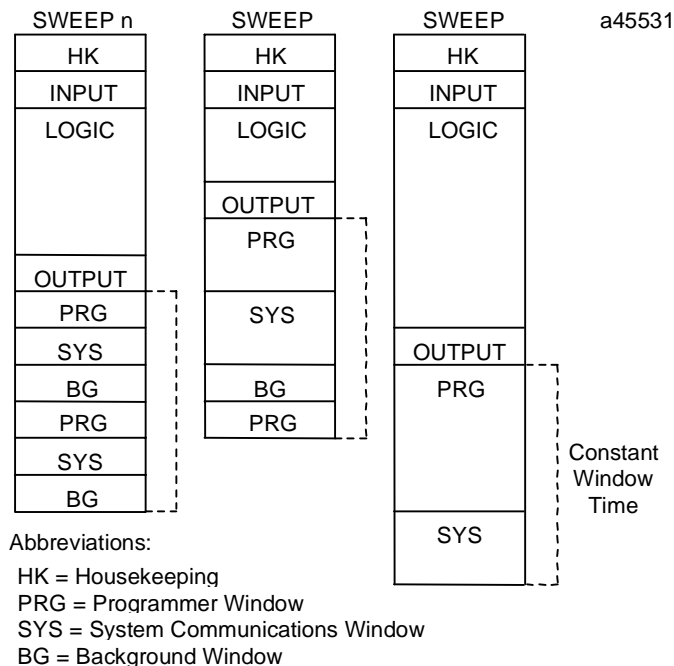 SWEEP n
HK
INPUT
LOGIC
OUTPUT
PRG
SYS
BG
PRG
SYS
BG
SWEEP
HK
INPUT
LOGIC
OUTPUT
PRG
SYS
BG
PRG
SWEEP
HK
INPUT
LOGIC
OUTPUT
PRG
SYS
a45531
Constant
Window
Time
Abbreviations:
HK = Housekeeping
PRG = Programmer Window
SYS = System Communications Window
BG = Background Window